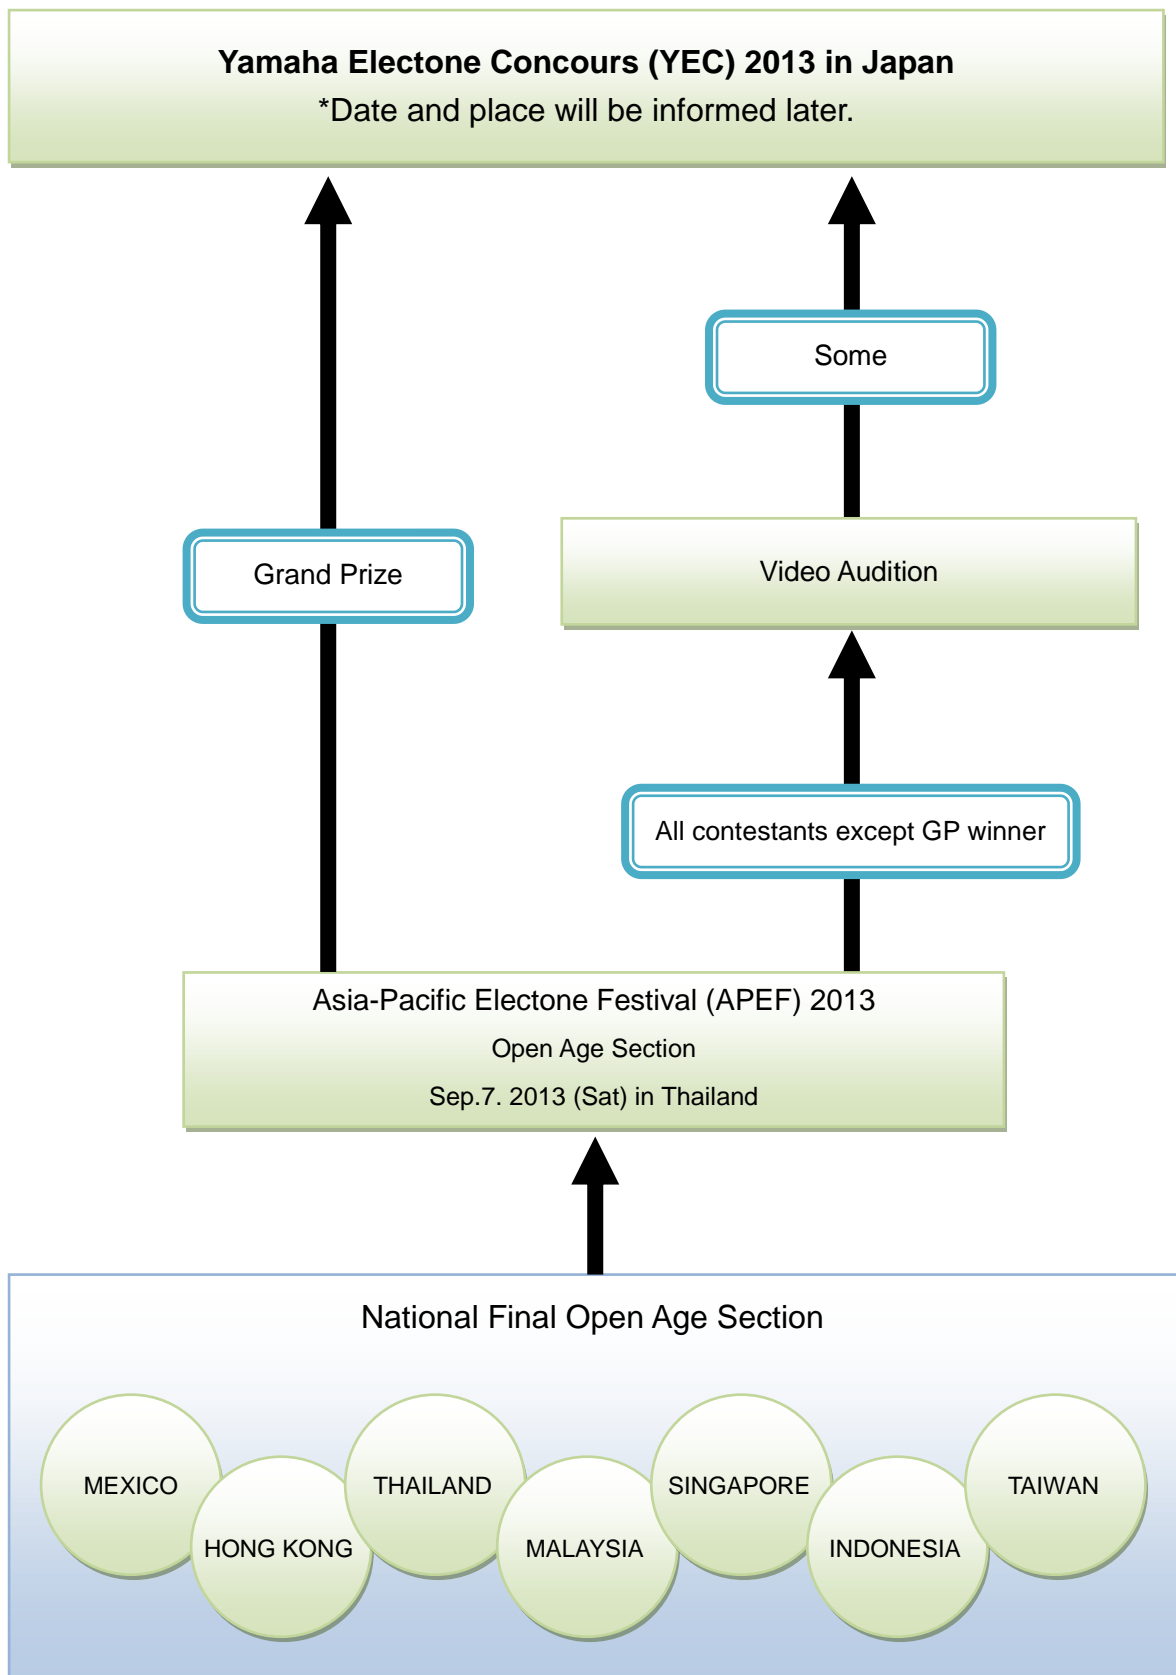 Yamaha Electone Concours (YEC) 2013 in Japan
*Date and place will be informed later.
Some
Grand Prize
Video Audition
All contestants except GP winner
Asia-Pacific Electone Festival (APEF) 2013
Open Age Section
Sep.7. 2013 (Sat) in Thailand
National Final Open Age Section
MEXICO
HONG KONG
THAILAND
MALAYSIA
SINGAPORE
INDONESIA
TAIWAN